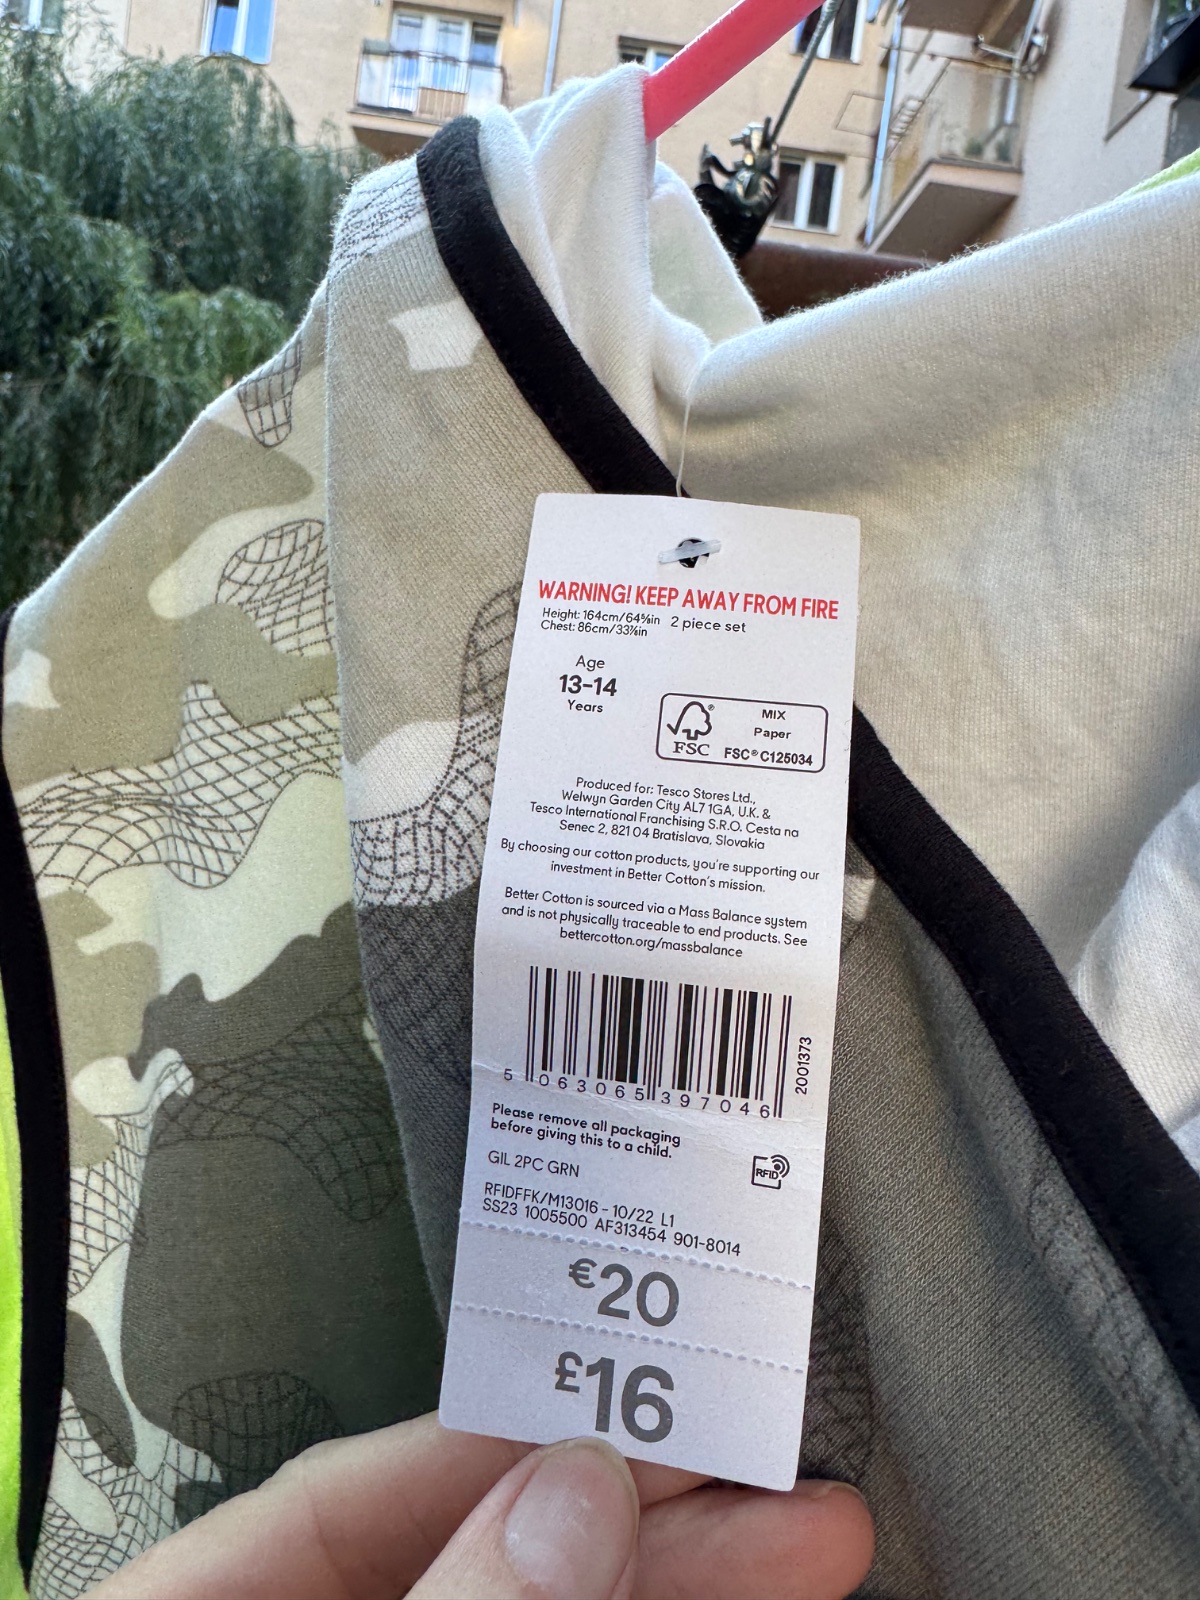 WARNING! KEEP AWAY FROM FIRE
Height: 164cm/64⅝in 2 piece set
Chest: 86cm/33⅞in
Age
13-14
Years
MIX
Paper
FSC® C125034
FSC
Produced for: Tesco Stores Ltd.,
Welwyn Garden City AL7 1GA, U.K. &
Tesco International Franchising S.R.O. Cesta na
Senec 2, 821 04 Bratislava, Slovakia
By choosing our cotton products, you're supporting our
investment in Better Cotton's mission.
Better Cotton is sourced via a Mass Balance system
and is not physically traceable to end products. See
bettercotton.org/massbalance
5 063065 397046
2001373
Please remove all packaging
before giving this to a child.
RFID
GIL 2PC GRN
RFIDFFK/M13016 - 10/22 L1
SS23 1005500 AF313454 901-8014
€20
£16